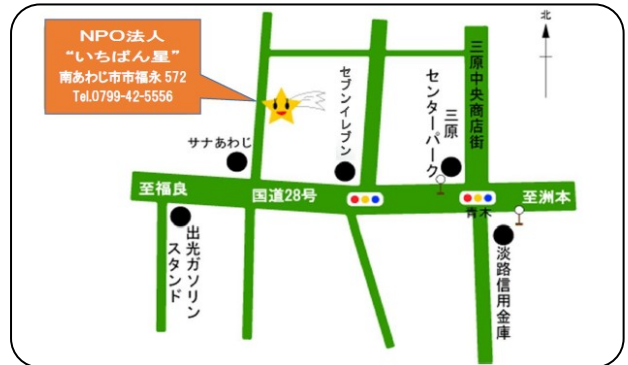 NPO法人
“いちばん星”
南あわじ市市福永 572
Tel.0799-42-5556
北
サナあわじ
セブンイレブン
三原
センターパーク
三原中央商店街
至福良
国道28号
至洲本
青木
出光ガソリン
スタンド
淡路信用金庫